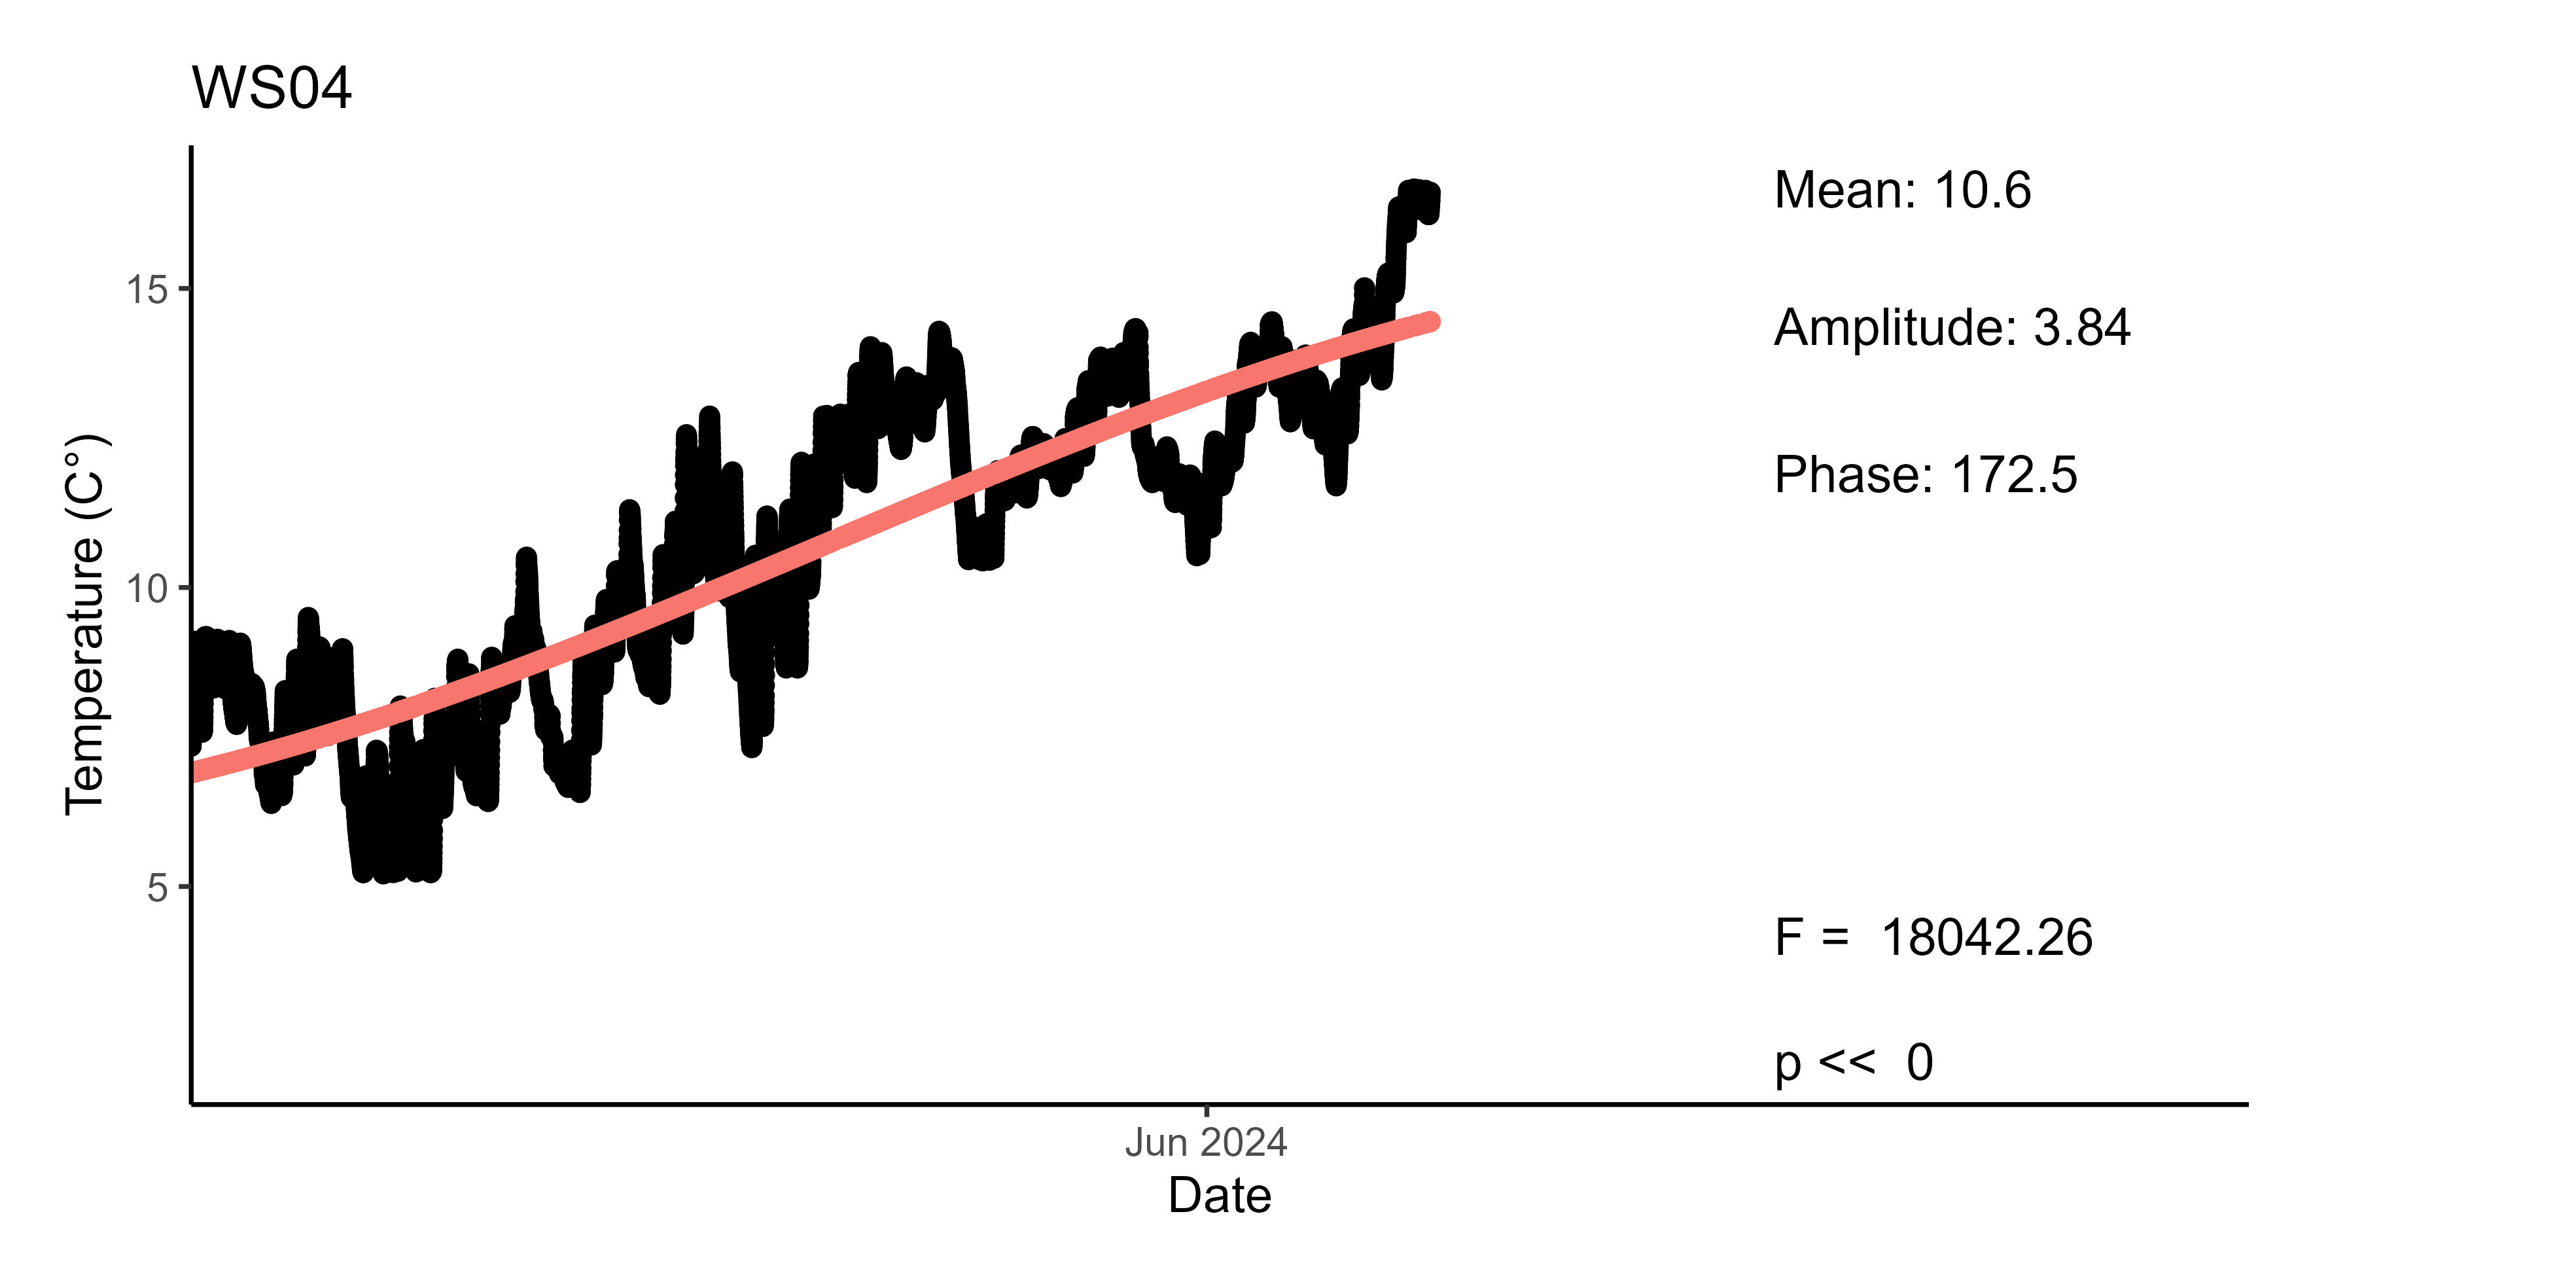 WS04
Mean: 10.6
Amplitude: 3.84
Phase: 172.5
F =  18042.26
p <<  0
15
10
5
Temperature (C°)
Jun 2024
Date